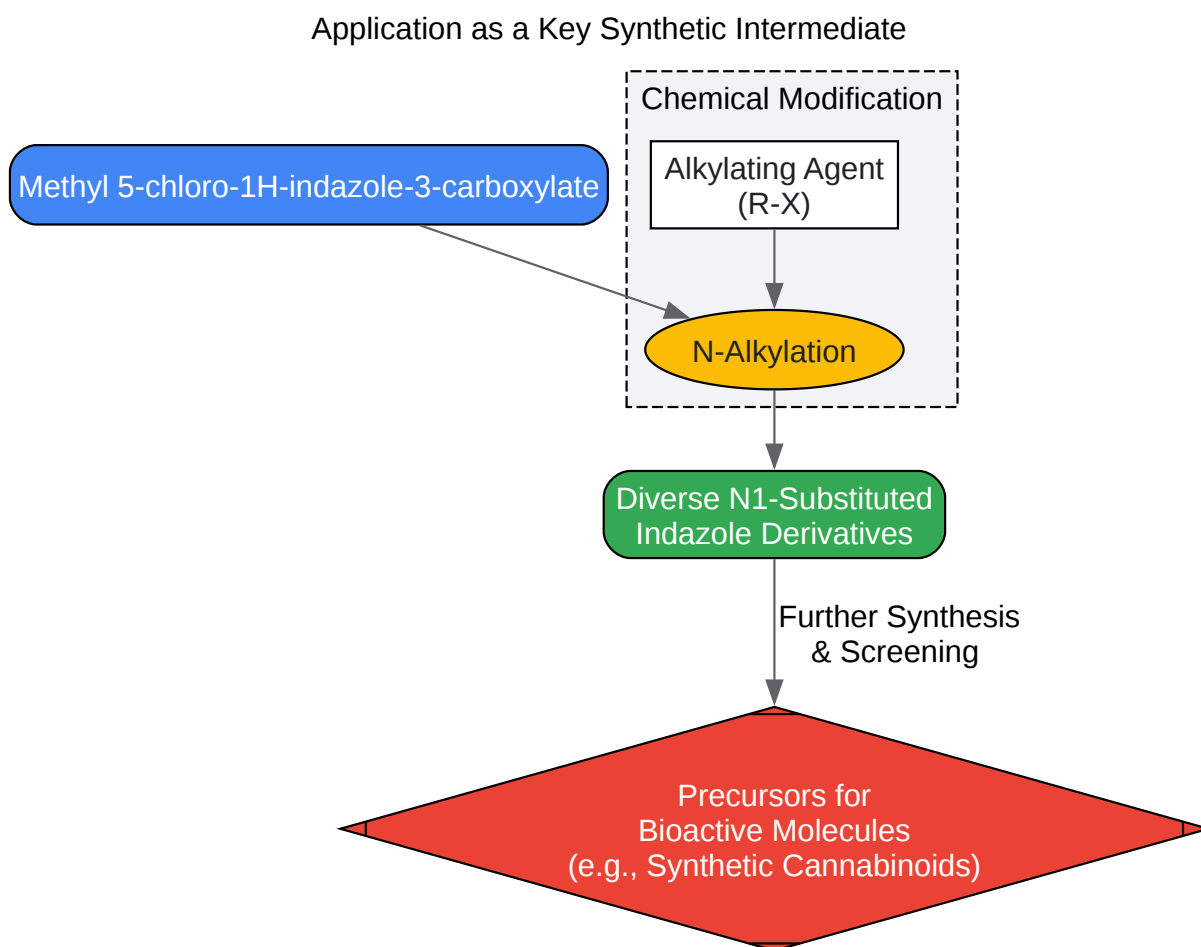 Application as a Key Synthetic Intermediate
Chemical Modification
Methyl 5-chloro-1H-indazole-3-carboxylate
Alkylating Agent
(R-X)
N-Alkylation
Diverse N1-Substituted
Indazole Derivatives
Further Synthesis
& Screening
Precursors for
Bioactive Molecules
(e.g., Synthetic Cannabinoids)